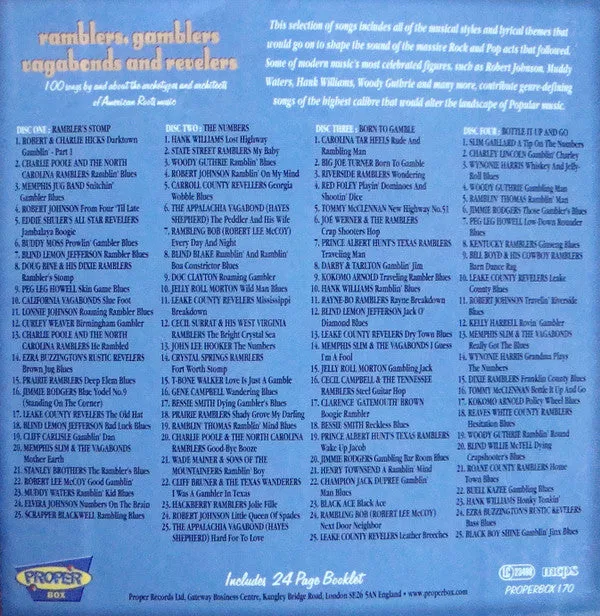 ramblers, gamblers
vagabonds and revelers
100 songs by and about the archetypes and architects
of American Roots music
This selection of songs includes all of the musical styles and lyrical themes that
would go on to shape the sound of the massive Rock and Pop acts that followed.
Some of modern music's most celebrated figures, such as Robert Johnson, Muddy
Waters, Hank Williams, Woody Guthrie and many more, contribute genre-defining
songs of the highest calibre that would alter the landscape of Popular music.
DISC ONE : RAMBLER'S STOMP
1. ROBERT & CHARLIE HICKS Darktown
Gamblin' - Part 1
2. CHARLIE POOLE AND THE NORTH
CAROLINA RAMBLERS Ramblin' Blues
3. MEMPHIS JUG BAND Snitchin'
Gambler Blues
4. ROBERT JOHNSON From Four 'Til Late
5. EDDIE SHULER'S ALL STAR REVELERS
Jambalaya Boogie
6. BUDDY MOSS Prowlin' Gambler Blues
7. BLIND LEMON JEFFERSON Rambler Blues
8. DOUG BINE & HIS DIXIE RAMBLERS
Rambler's Stomp
9. PEG LEG HOWELL Skin Game Blues
10. CALIFORNIA VAGABONDS Slue Foot
11. LONNIE JOHNSON Roaming Rambler Blues
12. CURLEY WEAVER Birmingham Gambler
13. CHARLIE POOLE AND THE NORTH
CAROLINA RAMBLERS He Rambled
14. EZRA BUZZINGTON'S RUSTIC REVELERS
Brown Jug Blues
15. PRAIRIE RAMBLERS Deep Elem Blues
16. JIMMIE RODGERS Blue Yodel No.9
(Standing On The Corner)
17. LEAKE COUNTY REVELERS The Old Hat
18. BLIND LEMON JEFFERSON Bad Luck Blues
19. CLIFF CARLISLE Gamblin' Dan
20. MEMPHIS SLIM & THE VAGABONDS
Mother Earth
21. STANLEY BROTHERS The Rambler's Blues
22. ROBERT LEE MCCOY Good Gamblin'
23. MUDDY WATERS Ramblin' Kid Blues
24. ELVIRA JOHNSON Numbers On The Brain
25. SCRAPPER BLACKWELL Rambling Blues
DISC TWO : THE NUMBERS
1. HANK WILLIAMS Lost Highway
2. STATE STREET RAMBLERS My Baby
3. WOODY GUTHRIE Ramblin' Blues
4. ROBERT JOHNSON Ramblin' On My Mind
5. CARROLL COUNTY REVELLERS Georgia
Wobble Blues
6. THE APPALACHIA VAGABOND (HAYES
SHEPHERD) The Peddler And His Wife
7. RAMBLING BOB (ROBERT LEE McCOY)
Every Day And Night
8. BLIND BLAKE Ramblin' And Ramblin'
Boa Constrictor Blues
9. DOC CLAYTON Roaming Gambler
10. JELLY ROLL MORTON Wild Man Blues
11. LEAKE COUNTY REVELERS Mississippi
Breakdown
12. CECIL SURRAT & HIS WEST VIRGINIA
RAMBLERS The Bright Crystal Sea
13. JOHN LEE HOOKER The Numbers
14. CRYSTAL SPRINGS RAMBLERS
Fort Worth Stomp
15. T-BONE WALKER Love Is Just A Gamble
16. GENE CAMPBELL Wandering Blues
17. BESSIE SMITH Dying Gambler's Blues
18. PRAIRIE RAMBLERS Shady Grove My Darling
19. RAMBLIN' THOMAS Ramblin' Mind Blues
20. CHARLIE POOLE & THE NORTH CAROLINA
RAMBLERS Good-Bye Booze
21. WADE MAINER & SONS OF THE
MOUNTAINEERS Ramblin' Boy
22. CLIFF BRUNER & THE TEXAS WANDERERS
I Was A Gambler In Texas
23. HACKBERRY RAMBLERS Jolie Fille
24. ROBERT JOHNSON Little Queen Of Spades
25. THE APPALACHIA VAGABOND (HAYES
SHEPHERD) Hard For To Love
DISC THREE : BORN TO GAMBLE
1. CAROLINA TAR HEELS Rude And
Rambling Man
2. BIG JOE TURNER Born To Gamble
3. RIVERSIDE RAMBLERS Wondering
4. RED FOLEY Playin' Dominoes And
Shootin' Dice
5. TOMMY McCLENNAN New Highway No.51
6. JOE WERNER & THE RAMBLERS
Crap Shooters Hop
7. PRINCE ALBERT HUNT'S TEXAS RAMBLERS
Traveling Man
8. DARBY & TARLTON Gamblin' Jim
9. KOKOMO ARNOLD Traveling Rambler Blues
10. HANK WILLIAMS Ramblin' Blues
11. RAYNE-BO RAMBLERS Rayne Breakdown
12. BLIND LEMON JEFFERSON Jack O'
Diamond Blues
13. LEAKE COUNTY REVELERS Dry Town Blues
14. MEMPHIS SLIM & THE VAGABONDS I Guess
I'm A Fool
15. JELLY ROLL MORTON Gambling Jack
16. CECIL CAMPBELL & THE TENNESSEE
RAMBLERS Steel Guitar Hop
17. CLARENCE GATEMOUTH BROWN
Boogie Rambler
18. BESSIE SMITH Reckless Blues
19. PRINCE ALBERT HUNT'S TEXAS RAMBLERS
Wake Up Jacob
20. JIMMIE RODGERS Gambling Bar Room Blues
21. HENRY TOWNSEND A Ramblin' Mind
22. CHAMPION JACK DUPREE Gamblin'
Man Blues
23. BLACK ACE Black Ace
24. RAMBLING BOB (ROBERT LEE MCCOY)
Next Door Neighbor
25. LEAKE COUNTY REVELERS Leather Breeches
DISC FOUR : BOTTLE IT UP AND GO
1. SLIM GAILLARD A Tip On The Numbers
2. CHARLEY LINCOLN Gamblin' Charley
3. WYNONIE HARRIS Whiskey And Jelly-
Roll Blues
4. WOODY GUTHRIE Gambling Man
5. RAMBLIN' THOMAS Ramblin' Man
6. JIMMIE RODGERS Those Gambler's Blues
7. PEG LEG HOWELL Low-Down Rounder
Blues
8. KENTUCKY RAMBLERS Ginseng Blues
9. BILL BOYD & HIS COWBOY RAMBLERS
Barn Dance Rag
10. LEAKE COUNTY REVELERS Leake
County Blues
11. ROBERT JOHNSON Travelin' Riverside
Blues
12. KELLY HARRELL Rovin' Gambler
13. MEMPHIS SLIM & THE VAGABONDS
Really Got The Blues
14. WYNONIE HARRIS Grandma Plays
The Numbers
15. DIXIE RAMBLERS Franklin County Blues
16. TOMMY McCLENNAN Bottle It Up And Go
17. KOKOMO ARNOLD Policy Wheel Blues
18. REAVES WHITE COUNTY RAMBLERS
Hesitation Blues
19. WOODY GUTHRIE Ramblin' Round
20. BLIND WILLIE McTELL Dying
Crapshooter's Blues
21. ROANE COUNTY RAMBLERS Home
Town Blues
22. BUELL KAZEE Gambling Blues
23. HANK WILLIAMS Honky Tonkin'
24. EZRA BUZZINGTON'S RUSTIC REVELERS
Bass Blues
25. BLACK BOY SHINE Gamblin' Jinx Blues
PROPER
BOX
Includes 24 Page Booklet
Proper Records Ltd, Gateway Business Centre, Kangley Bridge Road, London SE26 5AN England • www.properbox.com
LC
mcps
PROPERBOX 170